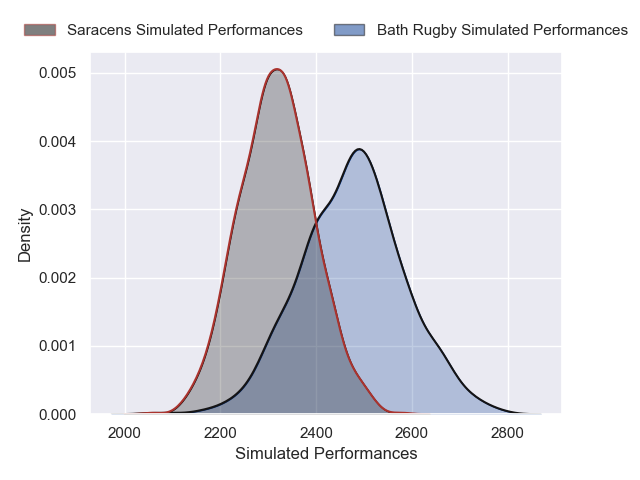 Saracens Simulated Performances
Bath Rugby Simulated Performances
0.005
0.004
0.003
0.002
0.001
0.000
Density
2000 2200 2400 2600 2800
Simulated Performances